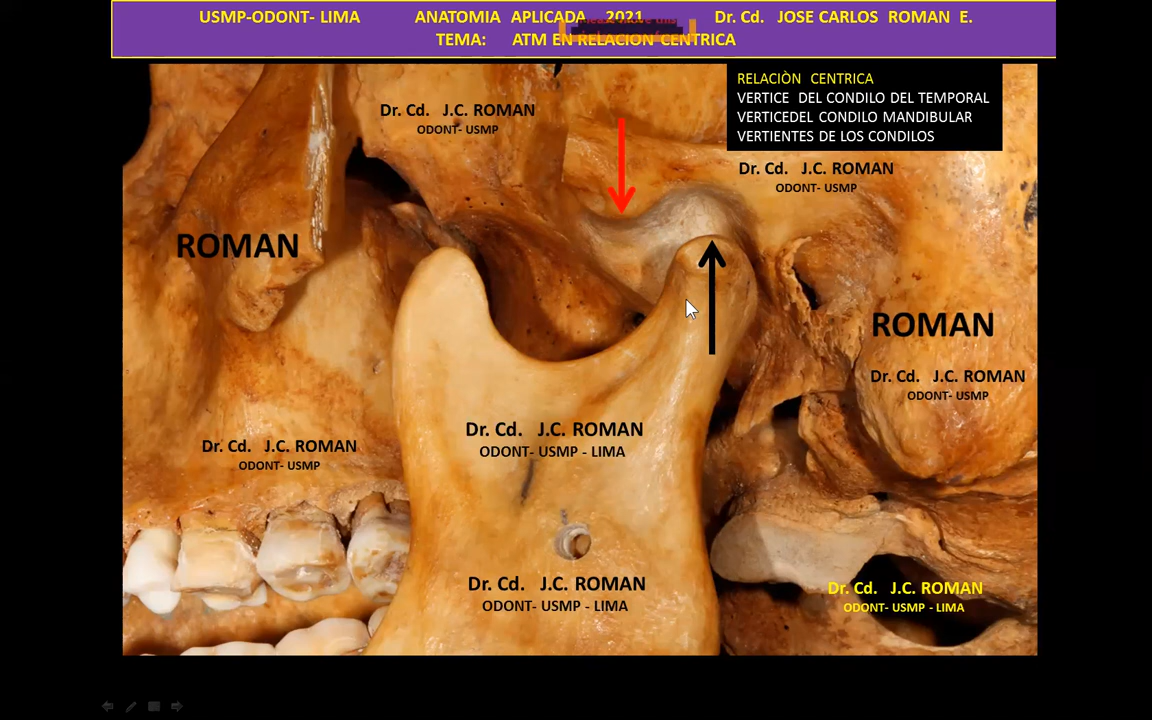 USMP-ODONT- LIMA ANATOMIA APLICADA 2021 Dr. Cd. JOSE CARLOS ROMAN E.
TEMA: ATM EN RELACION CENTRICA
RELACIÒN CENTRICA
VERTICE DEL CONDILO DEL TEMPORAL
VERTICEDEL CONDILO MANDIBULAR
VERTIENTES DE LOS CONDILOS
Dr. Cd. J.C. ROMAN
ODONT- USMP
Dr. Cd. J.C. ROMAN
ODONT- USMP
ROMAN
ROMAN
Dr. Cd. J.C. ROMAN
ODONT- USMP
Dr. Cd. J.C. ROMAN
ODONT- USMP - LIMA
Dr. Cd. J.C. ROMAN
ODONT- USMP
Dr. Cd. J.C. ROMAN
ODONT- USMP - LIMA
Dr. Cd. J.C. ROMAN
ODONT- USMP - LIMA